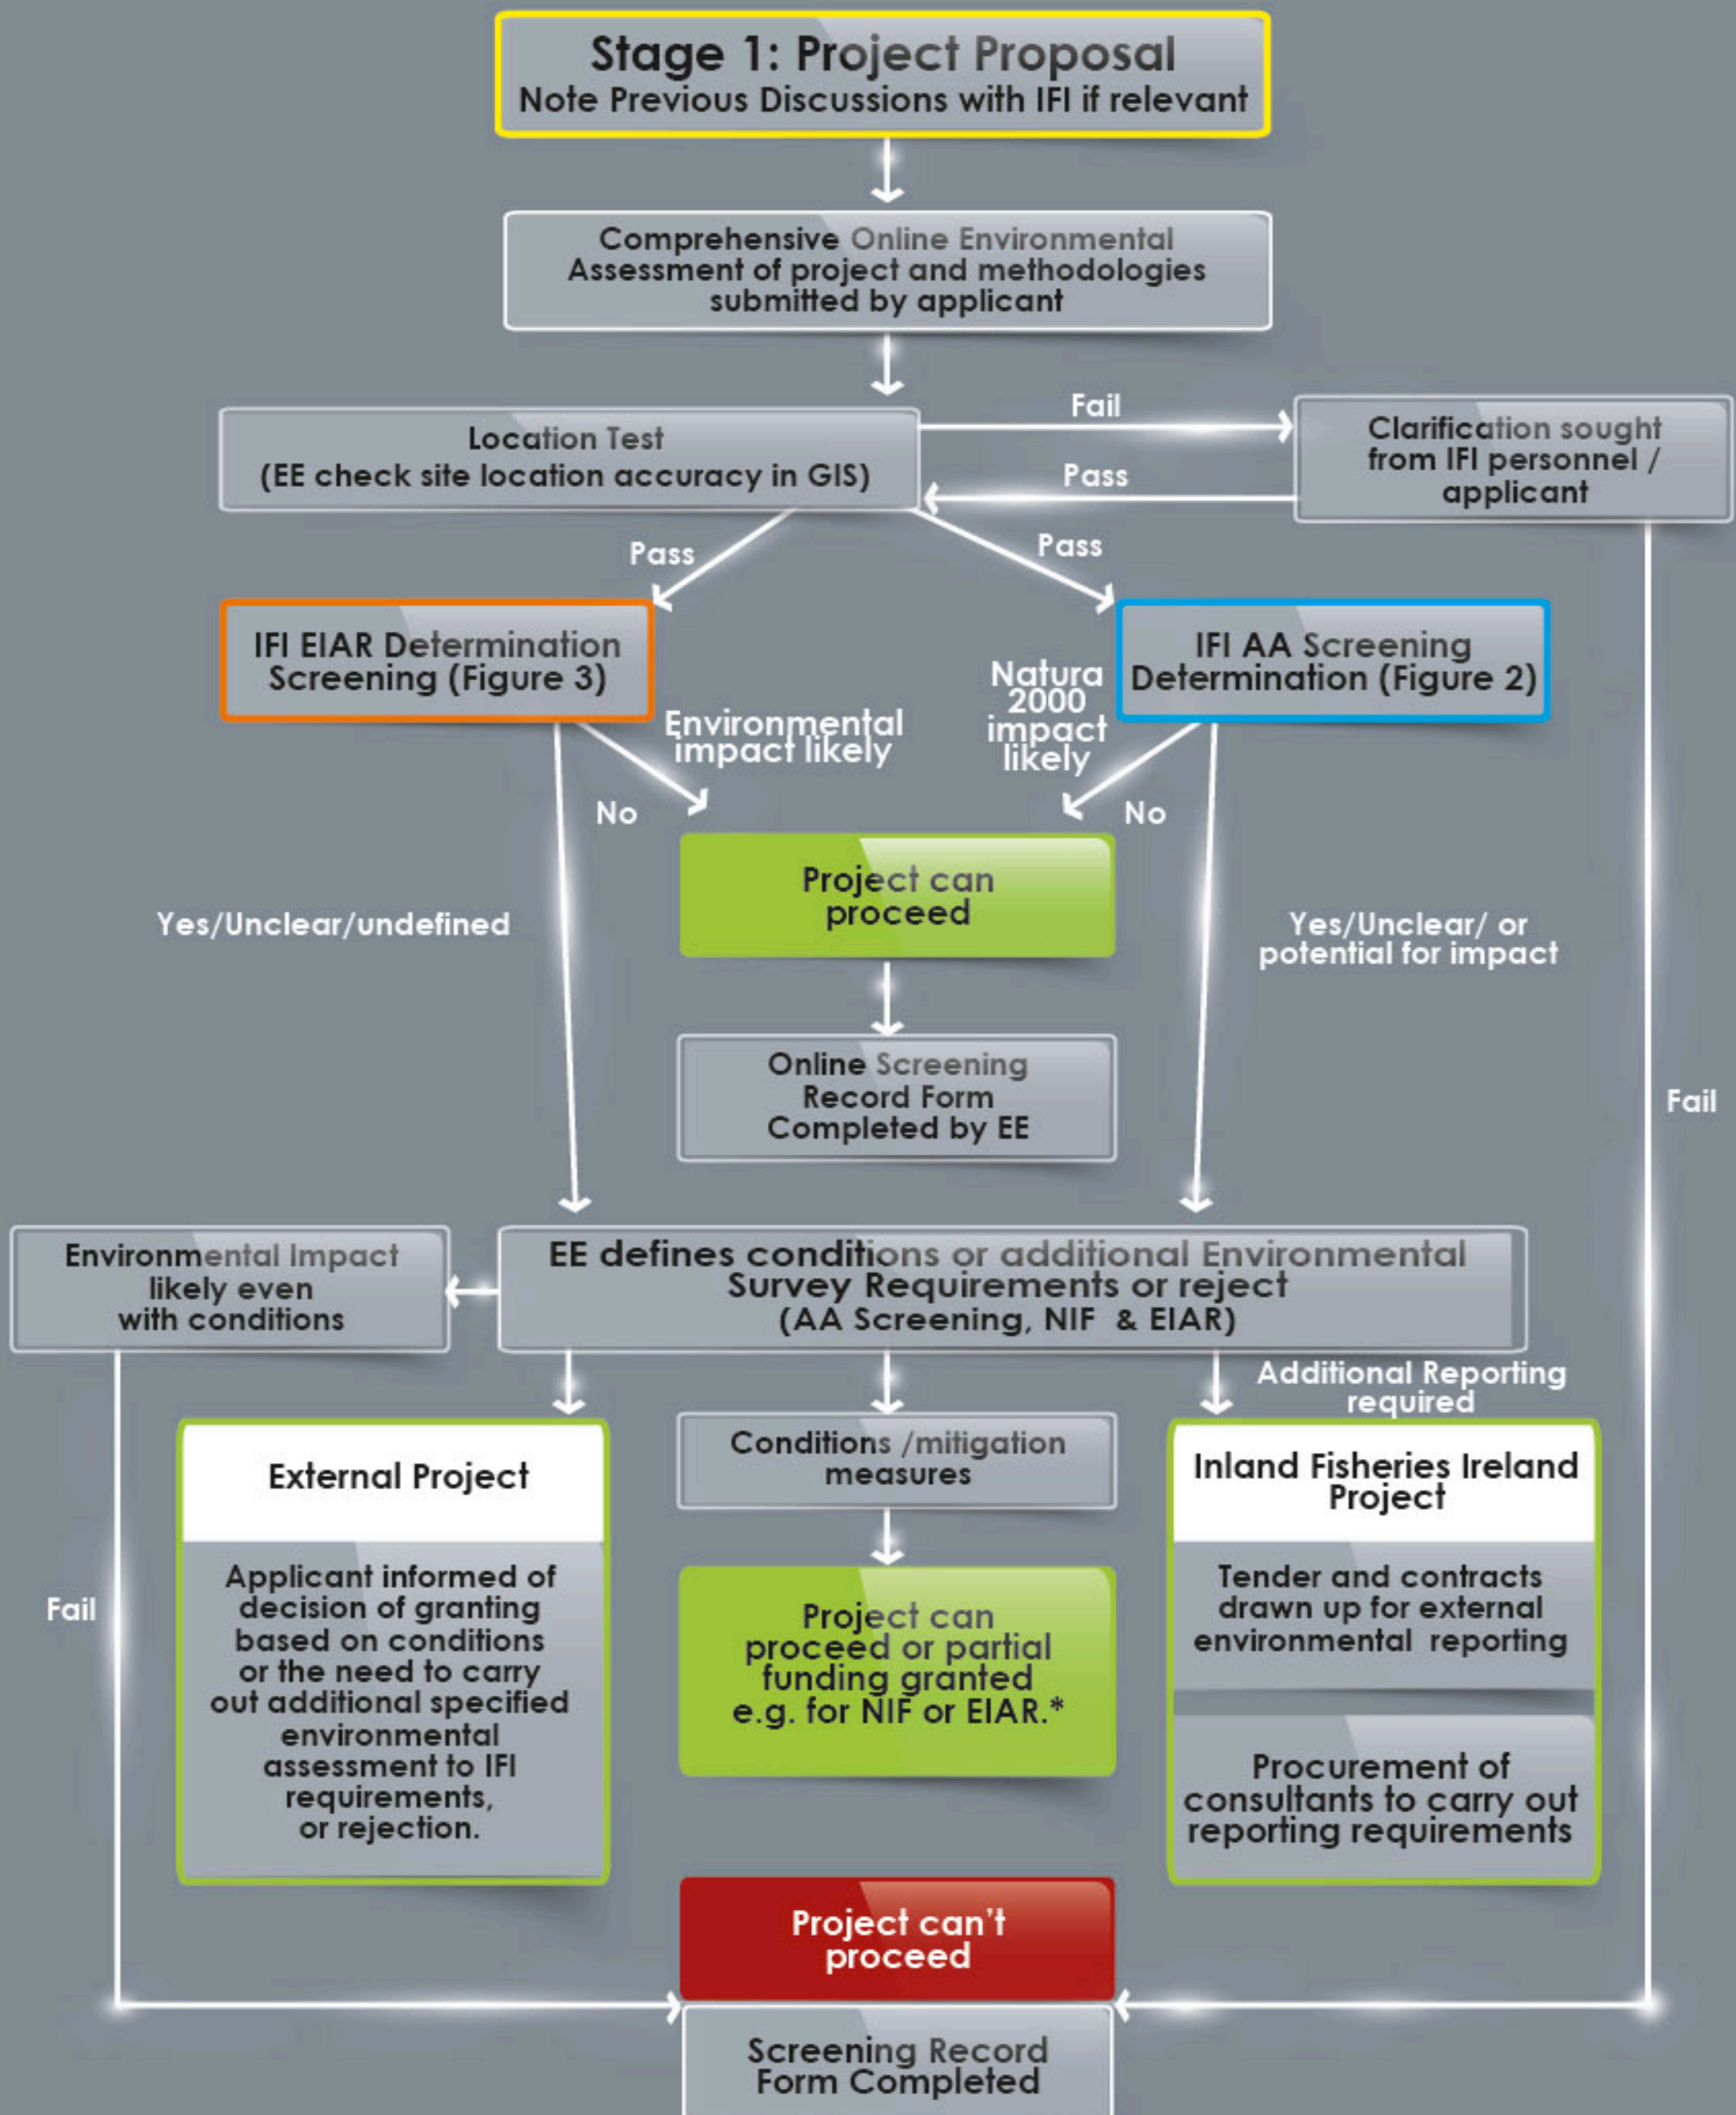 Stage 1: Project Proposal
Note Previous Discussions with IFI if relevant
Comprehensive Online Environmental
Assessment of project and methodologies
submitted by applicant
Location Test
(EE check site location accuracy in GIS)
Fail
Pass
Clarification sought
from IFI personnel /
applicant
Pass
Pass
IFI EIAR Determination
Screening (Figure 3)
IFI AA Screening
Determination (Figure 2)
Environmental
impact likely
Natura
2000
impact
likely
No
No
Project can
proceed
Yes/Unclear/undefined
Yes/Unclear/ or
potential for impact
Online Screening
Record Form
Completed by EE
Fail
Environmental Impact
likely even
with conditions
EE defines conditions or additional Environmental
Survey Requirements or reject
(AA Screening, NIF & EIAR)
Additional Reporting
required
External Project
Applicant informed of
decision of granting
based on conditions
or the need to carry
out additional specified
environmental
assessment to IFI
requirements,
or rejection.
Conditions /mitigation
measures
Project can
proceed or partial
funding granted
e.g. for NIF or EIAR.*
Inland Fisheries Ireland
Project
Tender and contracts
drawn up for external
environmental reporting
Procurement of
consultants to carry out
reporting requirements
Fail
Project can't
proceed
Screening Record
Form Completed